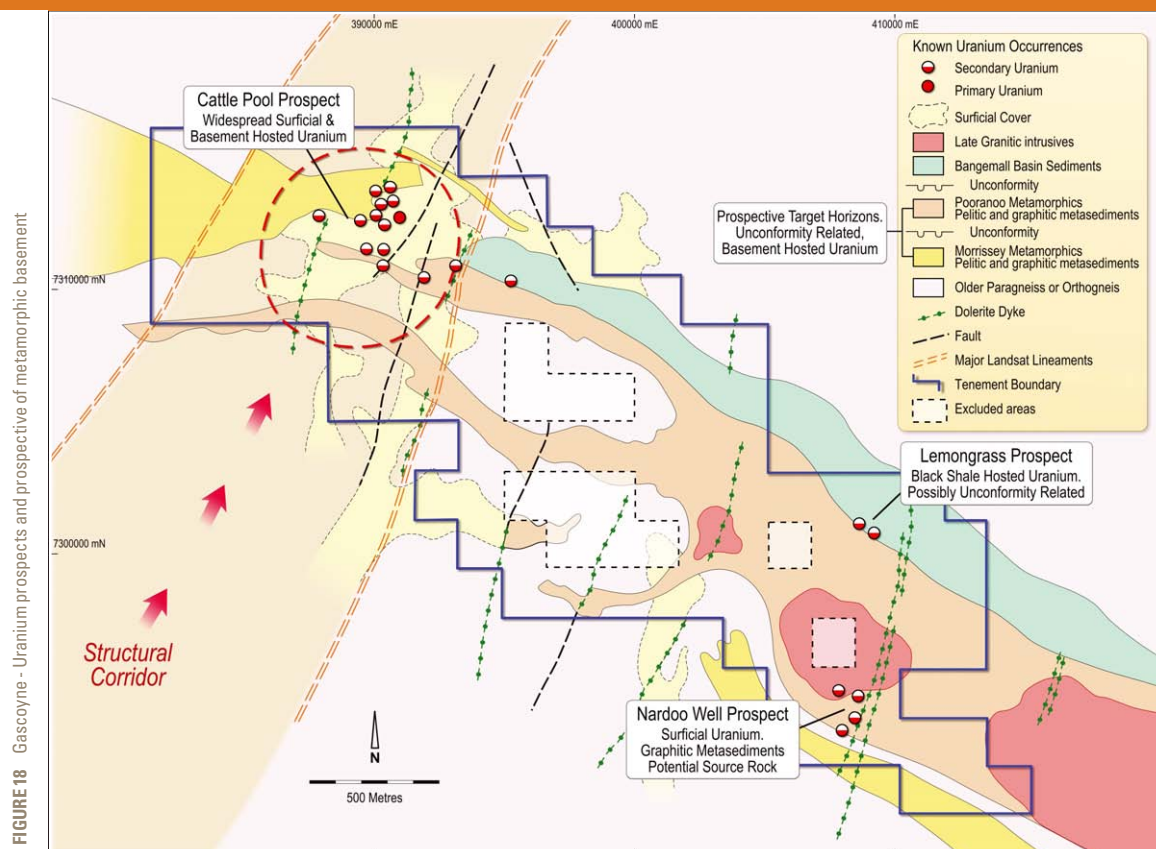 FIGURE 18 Gascoyne - Uranium prospects and prospective of metamorphic basement
390000 mE
400000 mE
410000 mE
7310000 mN
7300000 mN
Cattle Pool Prospect
Widespread Surficial &
Basement Hosted Uranium
Prospective Target Horizons.
Unconformity Related,
Basement Hosted Uranium
Known Uranium Occurrences
Secondary Uranium
Primary Uranium
Surficial Cover
Late Granitic intrusives
Bangemall Basin Sediments
Unconformity
Pooranoo Metamorphics
Pelitic and graphitic metasediments
Unconformity
Morrissey Metamorphics
Pelitic and graphitic metasediments
Older Paragneiss or Orthogneis
Dolerite Dyke
Fault
Major Landsat Lineaments
Tenement Boundary
Excluded areas
Lemongrass Prospect
Black Shale Hosted Uranium.
Possibly Unconformity Related
Structural
Corridor
N
500 Metres
Nardoo Well Prospect
Surficial Uranium.
Graphitic Metasediments
Potential Source Rock